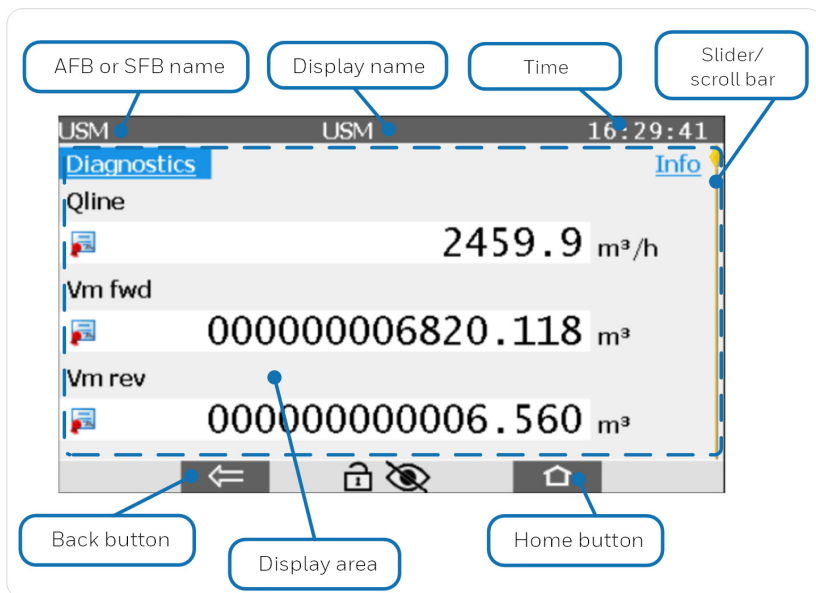 AFB or SFB name
Display name
Time
Slider/
scroll bar
USM USM 16:29:41
Diagnostics Info
Qline
2459.9 m³/h
Vm fwd
000000006820.118 m³
Vm rev
000000000006.560 m³
Back button
Display area
Home button